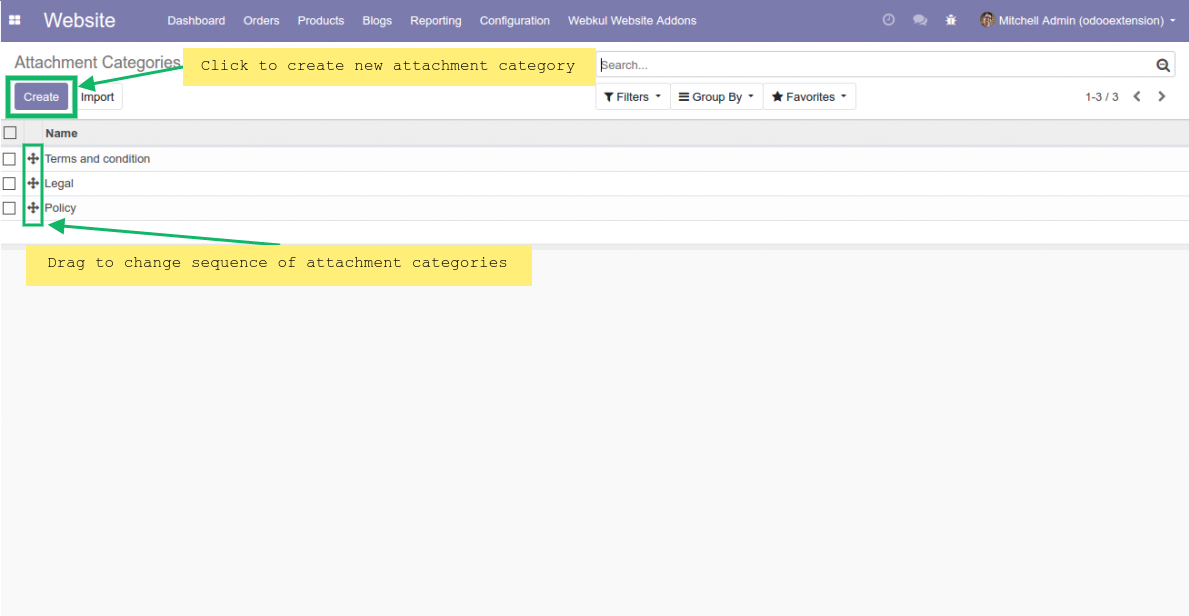 Website Dashboard Orders Products Blogs Reporting Configuration Webkul Website Addons Mitchell Admin (odooextension)
Attachment Categories Click to create new attachment category Search...
Create Import Filters Group By Favorites 1-3 / 3
Name
Terms and condition
Legal
Policy
Drag to change sequence of attachment categories